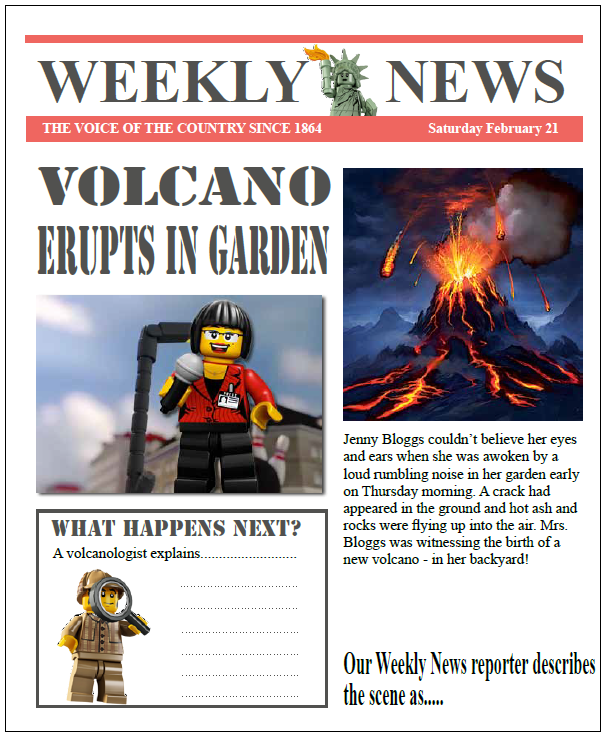 WEEKLY NEWS
THE VOICE OF THE COUNTRY SINCE 1864
Saturday February 21
VOLCANO
ERUPTS IN GARDEN
Jenny Bloggs couldn't believe her eyes
and ears when she was awoken by a
loud rumbling noise in her garden early
on Thursday morning. A crack had
appeared in the ground and hot ash and
rocks were flying up into the air. Mrs.
Bloggs was witnessing the birth of a
new volcano - in her backyard!
WHAT HAPPENS NEXT?
A volcanologist explains..........................
Our Weekly News reporter describes
the scene as.....